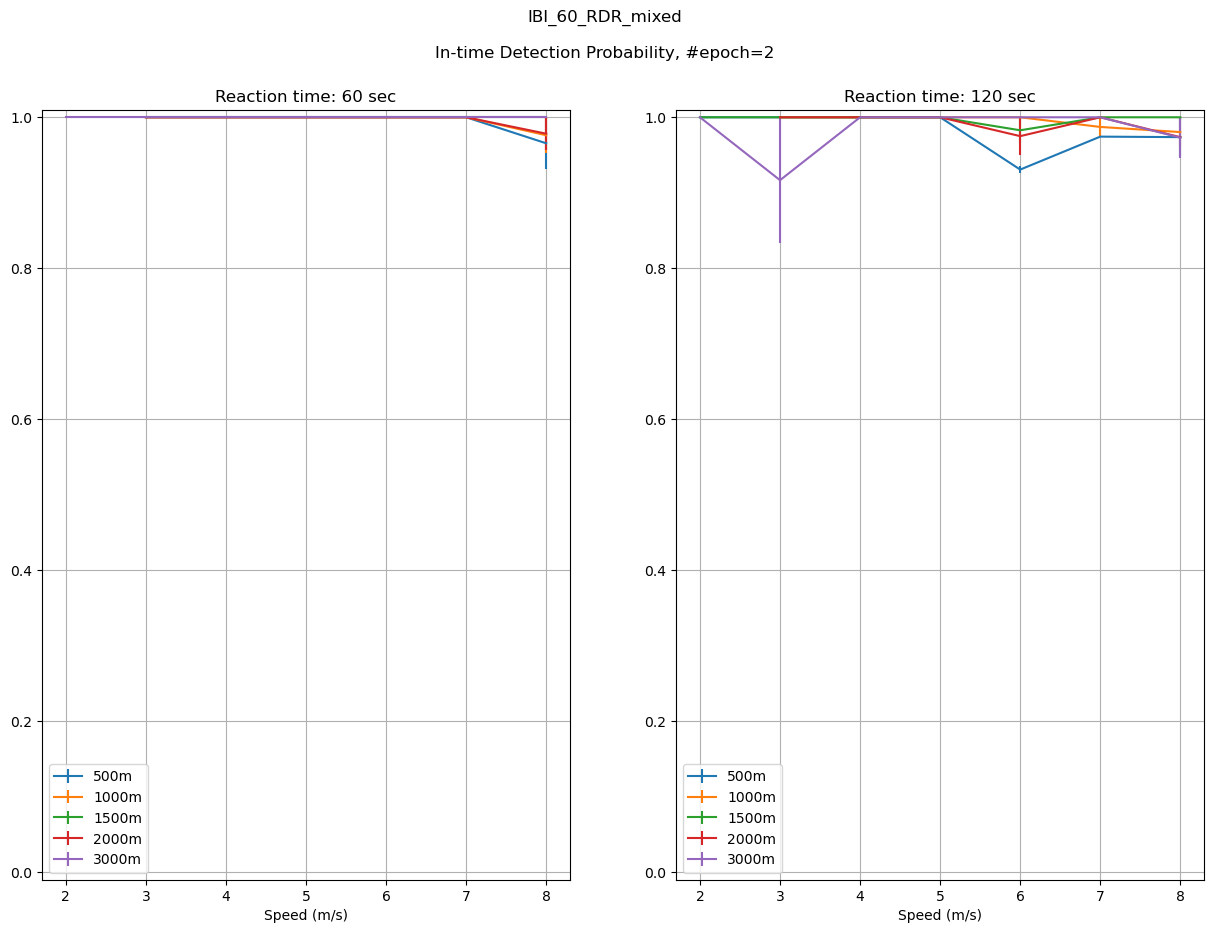 IBI_60_RDR_mixed
In-time Detection Probability, #epoch=2
Reaction time: 60 sec
1.0
0.8
0.6
0.4
0.2
0.0
500m
1000m
1500m
2000m
3000m
2 3 4 5 6 7 8
Speed (m/s)
Reaction time: 120 sec
1.0
0.8
0.6
0.4
0.2
0.0
500m
1000m
1500m
2000m
3000m
2 3 4 5 6 7 8
Speed (m/s)